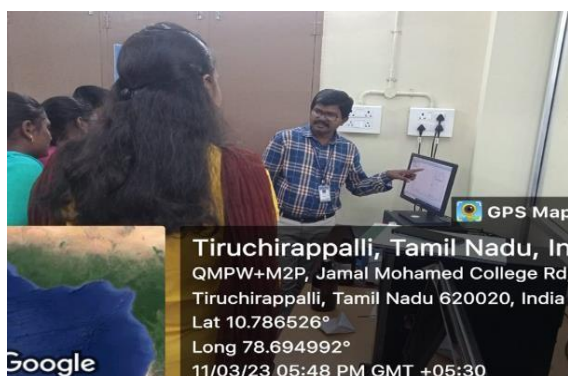 GPS Map
Tiruchirappalli, Tamil Nadu, In
QMPW+M2P, Jamal Mohamed College Rd
Tiruchirappalli, Tamil Nadu 620020, India
Lat 10.786526°
Long 78.694992°
11/03/23 05:48 PM GMT +05:30
Google